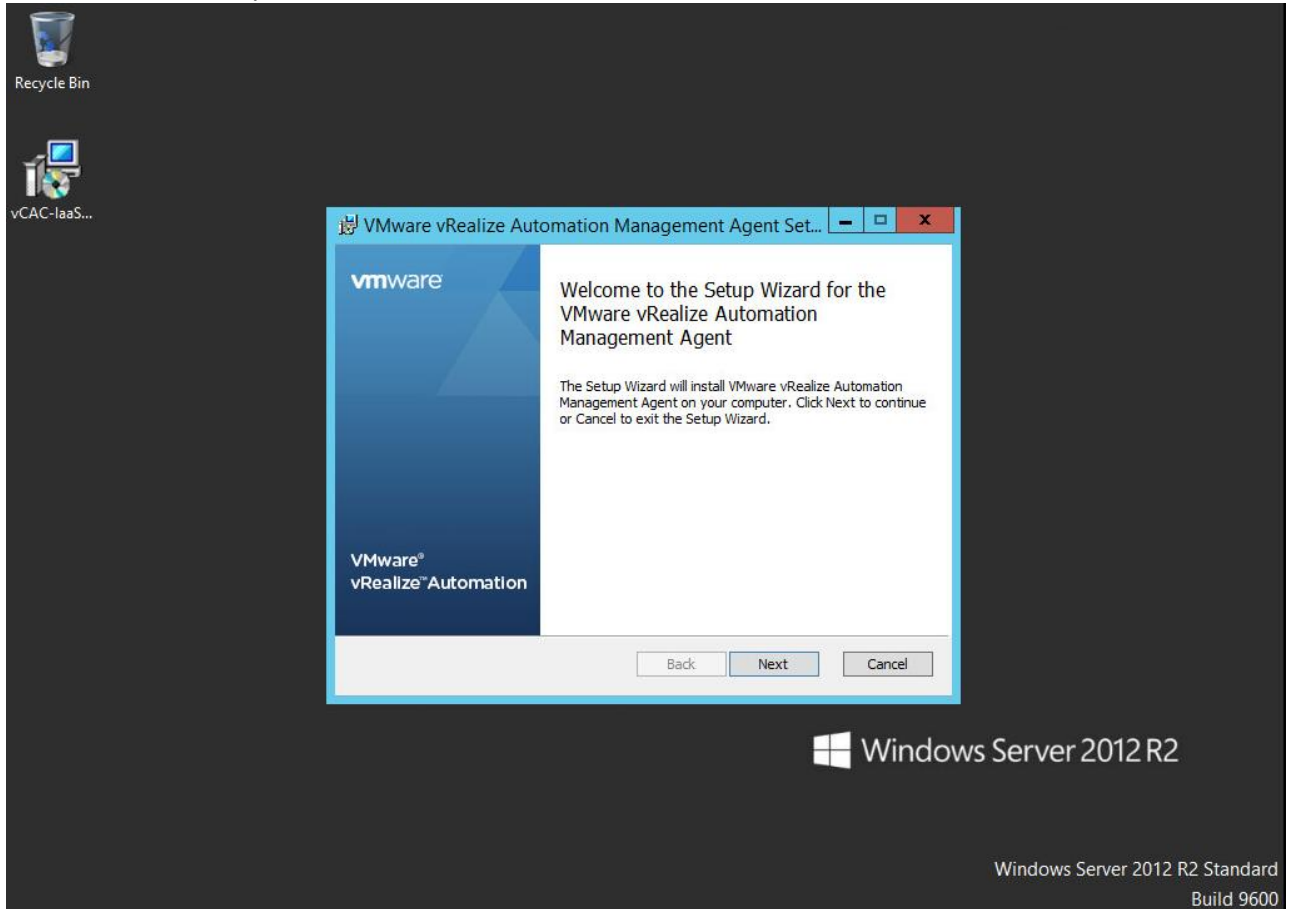 Recycle Bin
vCAC-IaaS...
VMware vRealize Automation Management Agent Set...
vmware
Welcome to the Setup Wizard for the
VMware vRealize Automation
Management Agent
The Setup Wizard will install VMware vRealize Automation
Management Agent on your computer. Click Next to continue
or Cancel to exit the Setup Wizard.
VMware®
vRealize™ Automation
Back
Next
Cancel
Windows Server 2012 R2
Windows Server 2012 R2 Standard
Build 9600